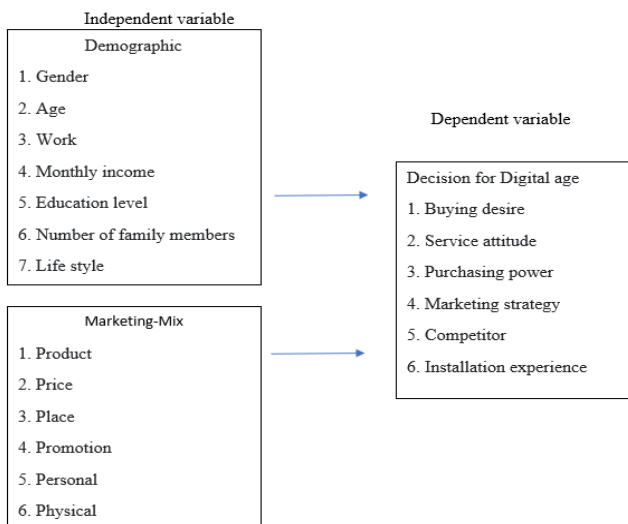 Independent variable
Demographic
1. Gender
2. Age
3. Work
4. Monthly income
5. Education level
6. Number of family members
7. Life style
Marketing-Mix
1. Product
2. Price
3. Place
4. Promotion
5. Personal
6. Physical
Dependent variable
Decision for Digital age
1. Buying desire
2. Service attitude
3. Purchasing power
4. Marketing strategy
5. Competitor
6. Installation experience